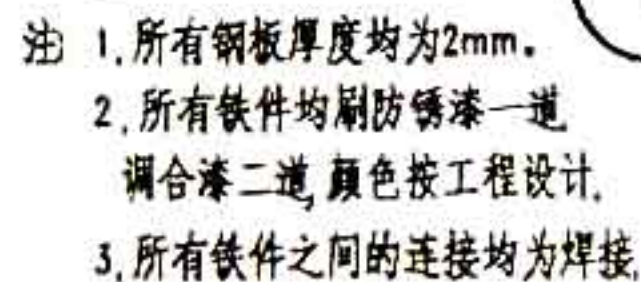 注 1.所有钢板厚度均为2mm。
2.所有铁件均刷防锈漆一道
调合漆二道,颜色按工程设计.
3.所有铁件之间的连接均为焊接.